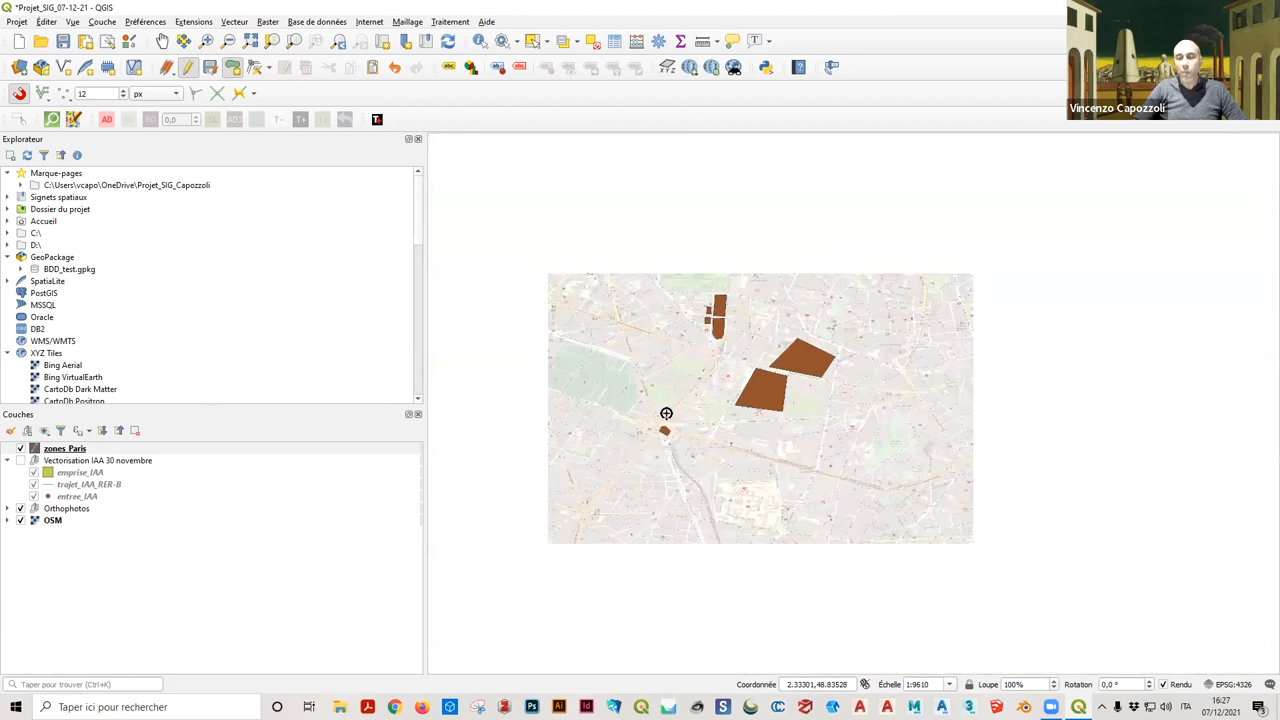 *Projet_SIG_07-12-21 - QGIS
Projet Éditer Vue Couche Préférences Extensions Vecteur Raster Base de données Internet Maillage Traitement Aide
12 px
0,0
Vincenzo Capozzoli
Explorateur
Marque-pages
C:\Users\vcapo\OneDrive\Projet_SIG_Capozzoli
Signets spatiaux
Dossier du projet
Accueil
C:\
D:\
GeoPackage
BDD_test.gpkg
SpatiaLite
PostGIS
MSSQL
Oracle
DB2
WMS/WMTS
XYZ Tiles
Bing Aerial
Bing VirtualEarth
CartoDb Dark Matter
CartoDb Positron
Couches
zones Paris
Vectorisation IAA 30 novembre
emprise_IAA
trajet_IAA_RER-B
entree_IAA
Orthophotos
OSM
Taper pour trouver (Ctrl+K)
Coordonnée 2.33301,48.83528 Échelle 1:9610 Loupe 100% Rotation 0,0 ° Rendu EPSG:4326
Taper ici pour rechercher
ITA
16:27
07/12/2021